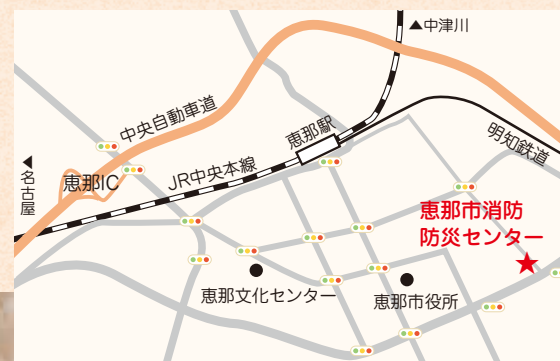 ▲中津川
中央自動車道
恵那駅
明知鉄道
▲名古屋
恵那IC
JR中央本線
恵那市消防
防災センター
恵那文化センター
恵那市役所